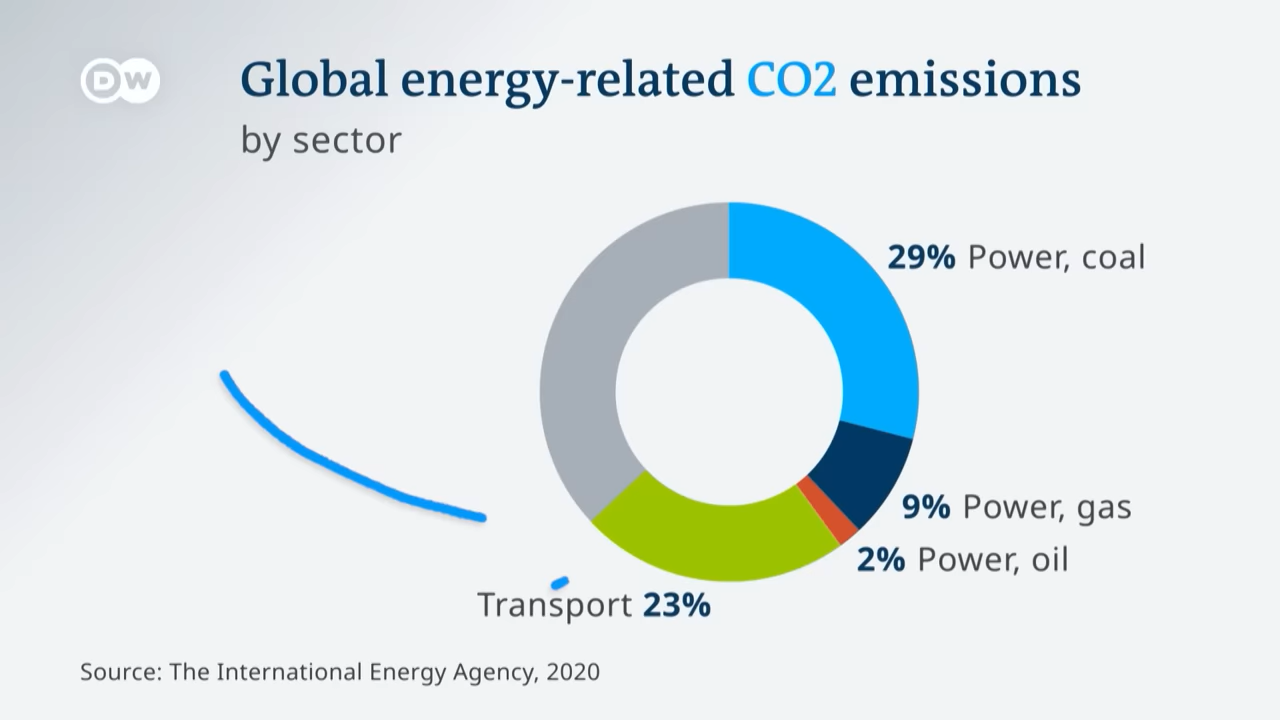 DW
Global energy-related CO2 emissions
by sector
29% Power, coal
9% Power, gas
2% Power, oil
Transport 23%
Source: The International Energy Agency, 2020